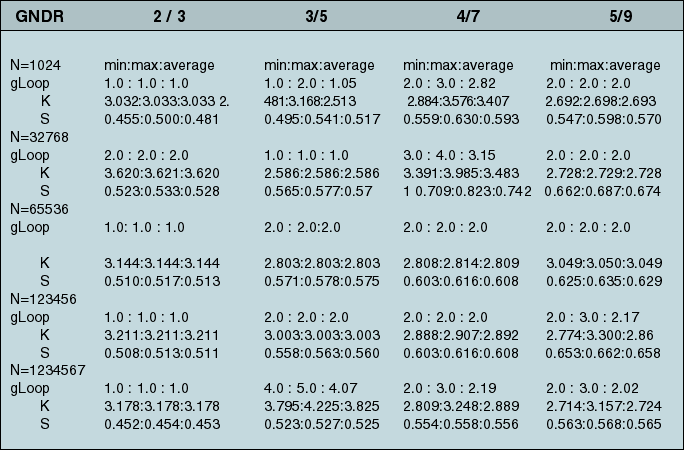 GNDR 2 / 3 3/5 4/7 5/9
N=1024 min:max:average min:max:average min:max:average min:max:average
gLoop 1.0 : 1.0 : 1.0 1.0 : 2.0 : 1.05 2.0 : 3.0 : 2.82 2.0 : 2.0 : 2.0
K 3.032:3.033:3.033 2. 481:3.168:2.513 2.884:3.576:3.407 2.692:2.698:2.693
S 0.455:0.500:0.481 0.495:0.541:0.517 0.559:0.630:0.593 0.547:0.598:0.570
N=32768
gLoop 2.0 : 2.0 : 2.0 1.0 : 1.0 : 1.0 3.0 : 4.0 : 3.15 2.0 : 2.0 : 2.0
K 3.620:3.621:3.620 2.586:2.586:2.586 3.391:3.985:3.483 2.728:2.729:2.728
S 0.523:0.533:0.528 0.565:0.577:0.57 1 0.709:0.823:0.742 0.662:0.687:0.674
N=65536
gLoop 1.0: 1.0 : 1.0 2.0 : 2.0:2.0 2.0 : 2.0 : 2.0 2.0 : 2.0 : 2.0
K 3.144:3.144:3.144 2.803:2.803:2.803 2.808:2.814:2.809 3.049:3.050:3.049
S 0.510:0.517:0.513 0.571:0.578:0.575 0.603:0.616:0.608 0.625:0.635:0.629
N=123456
gLoop 1.0 : 1.0 : 1.0 2.0 : 2.0 : 2.0 2.0 : 2.0 : 2.0 2.0 : 3.0 : 2.17
K 3.211:3.211:3.211 3.003:3.003:3.003 2.888:2.907:2.892 2.774:3.300:2.86
S 0.508:0.513:0.511 0.558:0.563:0.560 0.603:0.616:0.608 0.653:0.662:0.658
N=1234567
gLoop 1.0 : 1.0 : 1.0 4.0 : 5.0 : 4.07 2.0 : 3.0 : 2.19 2.0 : 3.0 : 2.02
K 3.178:3.178:3.178 3.795:4.225:3.825 2.809:3.248:2.889 2.714:3.157:2.724
S 0.452:0.454:0.453 0.523:0.527:0.525 0.554:0.558:0.556 0.563:0.568:0.565